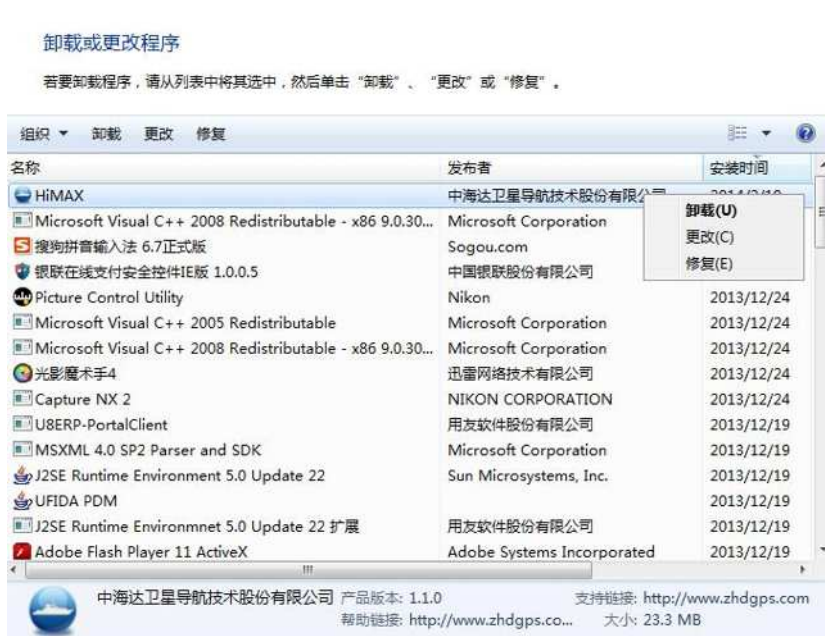 卸载或更改程序
若要卸载程序，请从列表中将其选中，然后单击“卸载”、“更改”或“修复”。
组织 卸载 更改 修复
名称 发布者 安装时间
HiMAX 中海达卫星导航技术股份有限公司
卸载(U)
更改(C)
修复(E)
Microsoft Visual C++ 2008 Redistributable - x86 9.0.30... Microsoft Corporation
搜狗拼音输入法 6.7正式版 Sogou.com
银联在线支付安全控件IE版 1.0.0.5 中国银联股份有限公司
Picture Control Utility Nikon 2013/12/24
Microsoft Visual C++ 2005 Redistributable Microsoft Corporation 2013/12/24
Microsoft Visual C++ 2008 Redistributable - x86 9.0.30... Microsoft Corporation 2013/12/24
光影魔术手4 迅雷网络技术有限公司 2013/12/24
Capture NX 2 NIKON CORPORATION 2013/12/24
U8ERP-PortalClient 用友软件股份有限公司 2013/12/19
MSXML 4.0 SP2 Parser and SDK Microsoft Corporation 2013/12/19
J2SE Runtime Environment 5.0 Update 22 Sun Microsystems, Inc. 2013/12/19
UFIDA PDM 2013/12/19
J2SE Runtime Environmnet 5.0 Update 22 扩展 用友软件股份有限公司 2013/12/19
Adobe Flash Player 11 ActiveX Adobe Systems Incorporated 2013/12/19
中海达卫星导航技术股份有限公司 产品版本: 1.1.0 支持链接: http://www.zhdgps.com
帮助链接: http://www.zhdgps.co... 大小: 23.3 MB